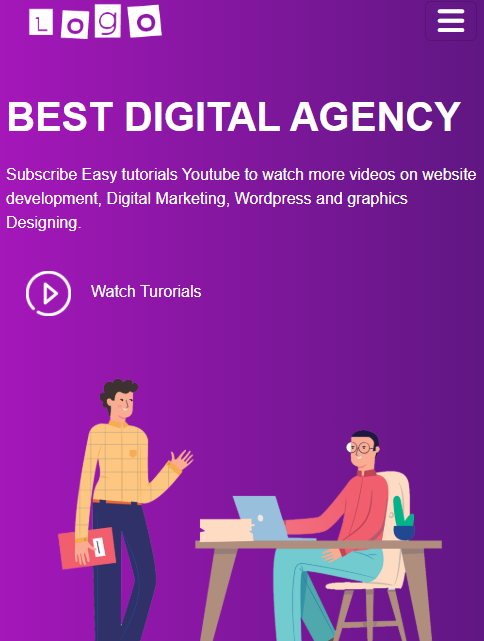 Logo
BEST DIGITAL AGENCY
Subscribe Easy tutorials Youtube to watch more videos on website
development, Digital Marketing, Wordpress and graphics
Designing.
Watch Turorials